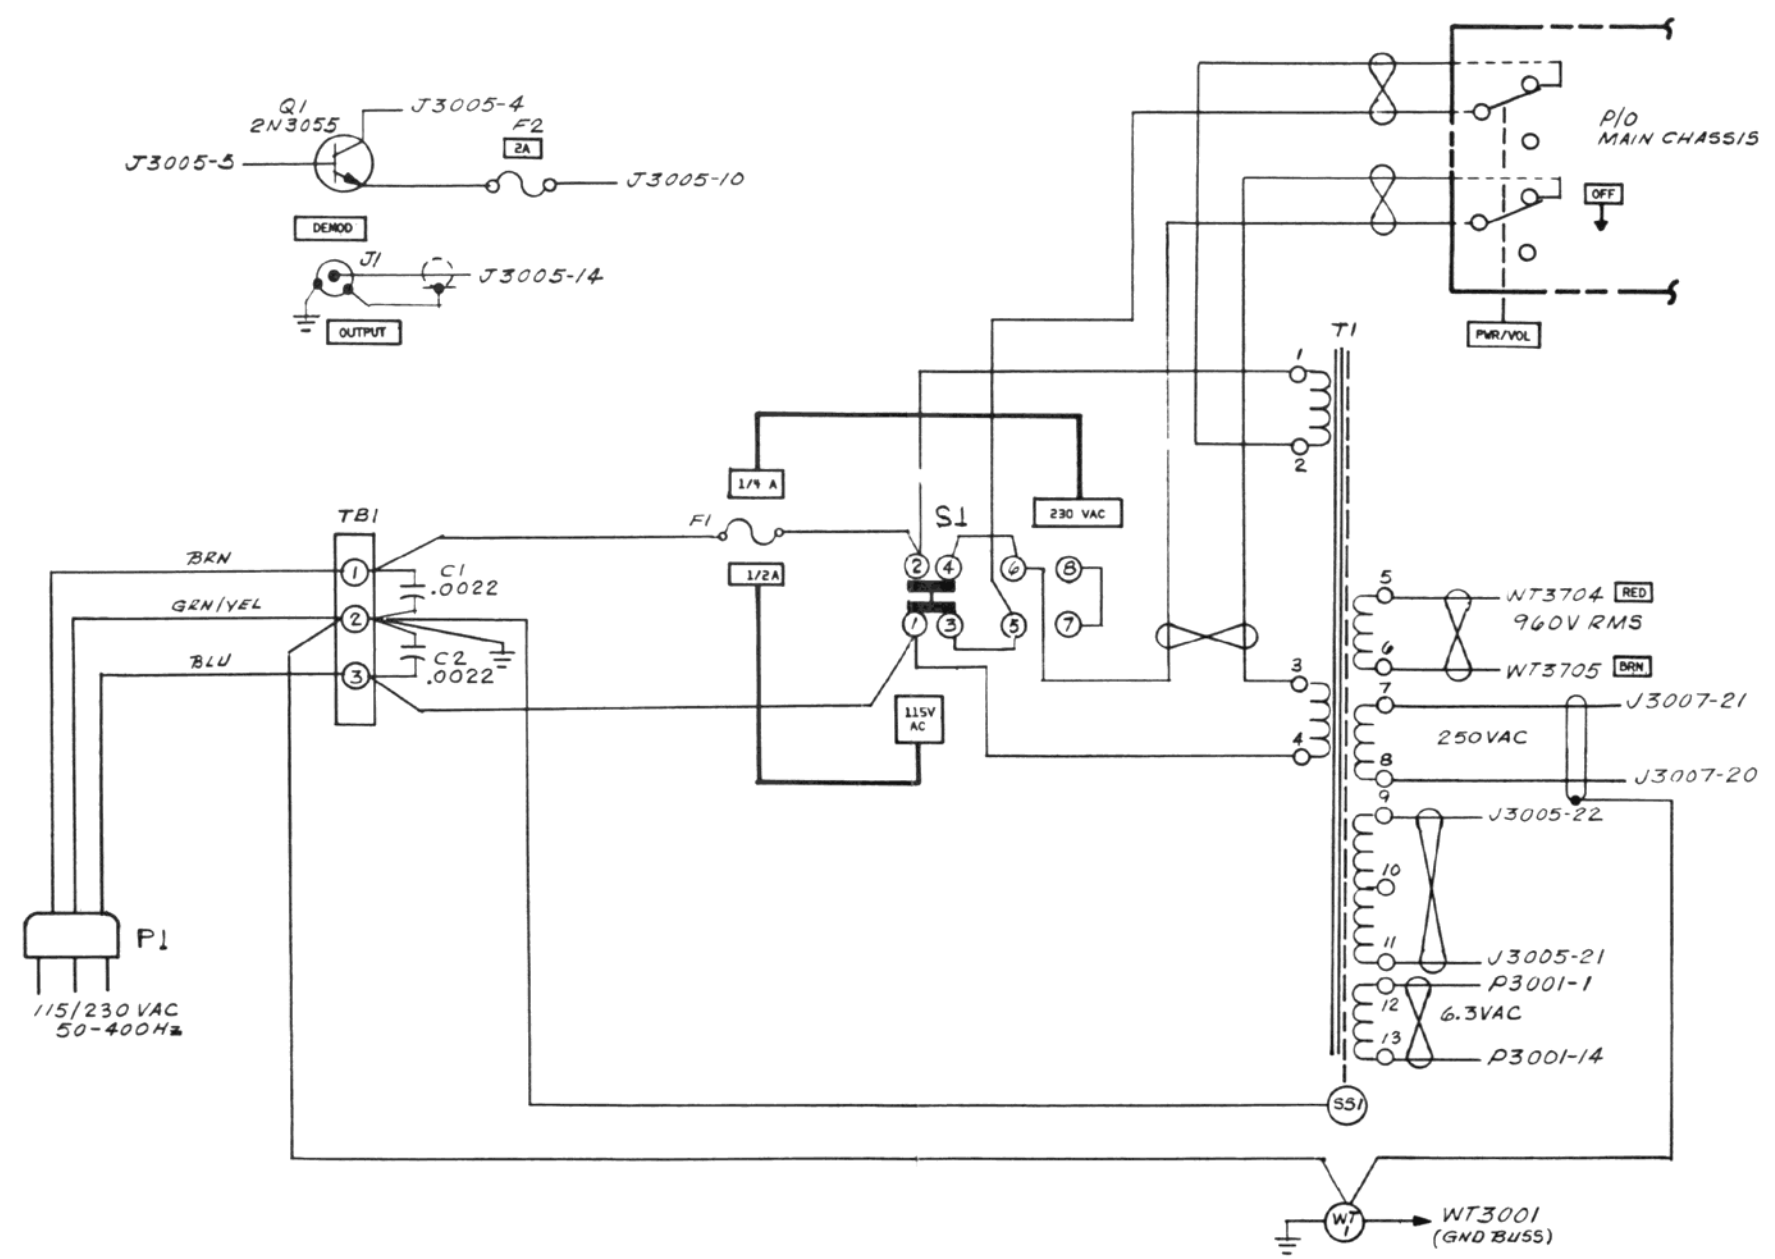 Q1
2N3055
J3005-4
F2
2A
J3005-5
J3005-10
DEMOD
J1
J3005-14
OUTPUT
P/O
MAIN CHASSIS
OFF
PWR/VOL
T1
1
2
1/4 A
230 VAC
F1
S1
1/2A
2
4
6
8
1
3
5
7
115V
AC
TB1
BRN
1
C1
.0022
GRN/YEL
2
BLU
C2
.0022
3
3
4
5
WT3704
RED
960V RMS
6
WT3705
BRN
7
J3007-21
250VAC
8
J3007-20
9
J3005-22
10
11
J3005-21
P3001-1
12
6.3VAC
13
P3001-14
P1
115/230 VAC
50-400Hz
SS1
WT
1
WT3001
(GND BUSS)